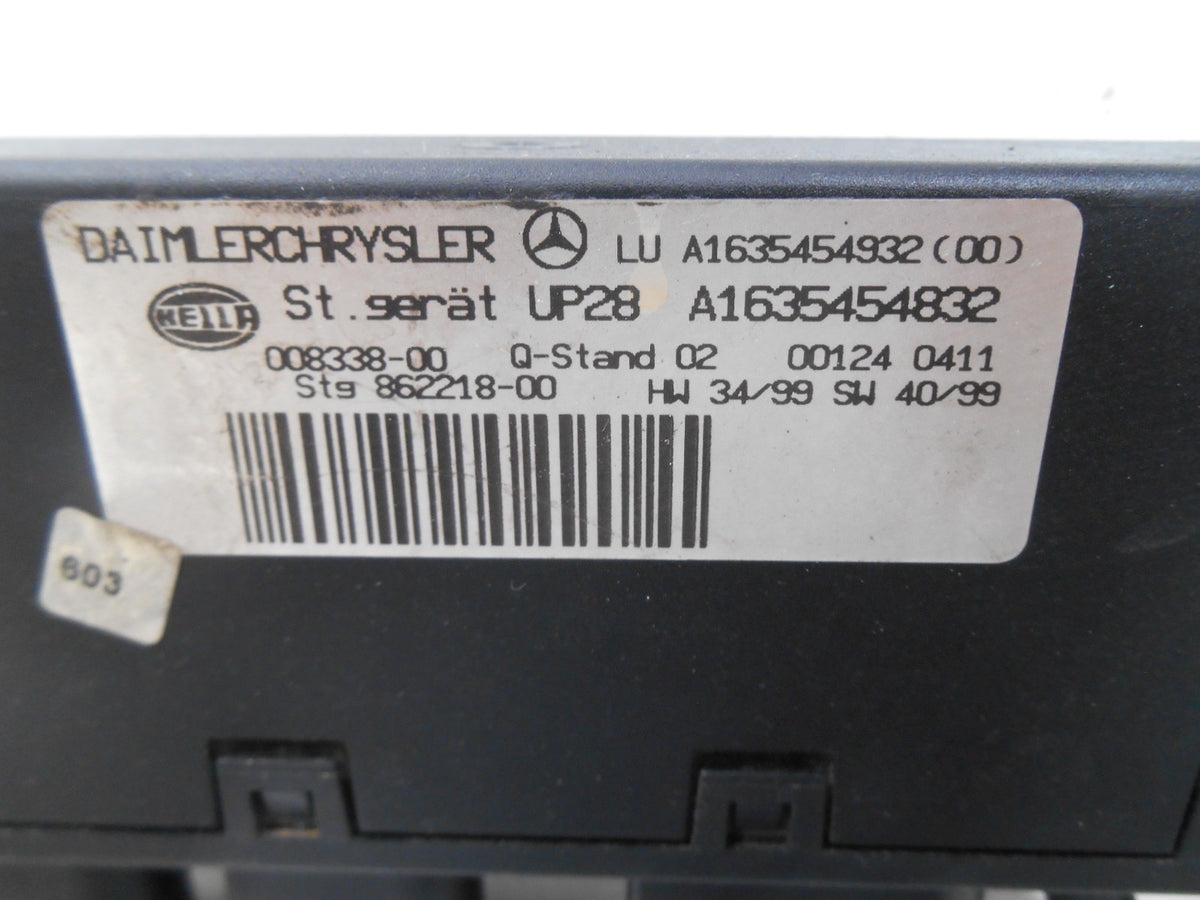 DAIMLERCHRYSLER LU A1635454932(00)
HELLA St.gerät UP28 A1635454832
008338-00 Q-Stand 02 00124 0411
Stg 862218-00 HW 34/99 SW 40/99
603